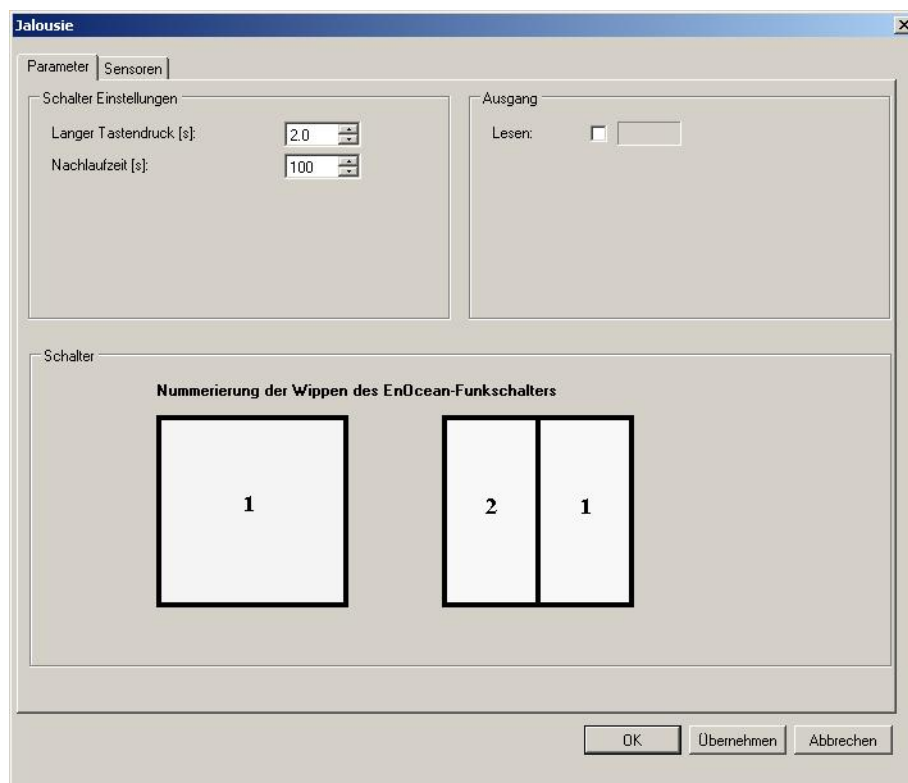 Jalousie
Parameter Sensoren
Schalter Einstellungen
Langer Tastendruck [s]: 2.0
Nachlaufzeit [s]: 100
Ausgang
Lesen:
Schalter
Nummerierung der Wippen des EnOcean-Funkschalters
1
2 1
OK Übernehmen Abbrechen